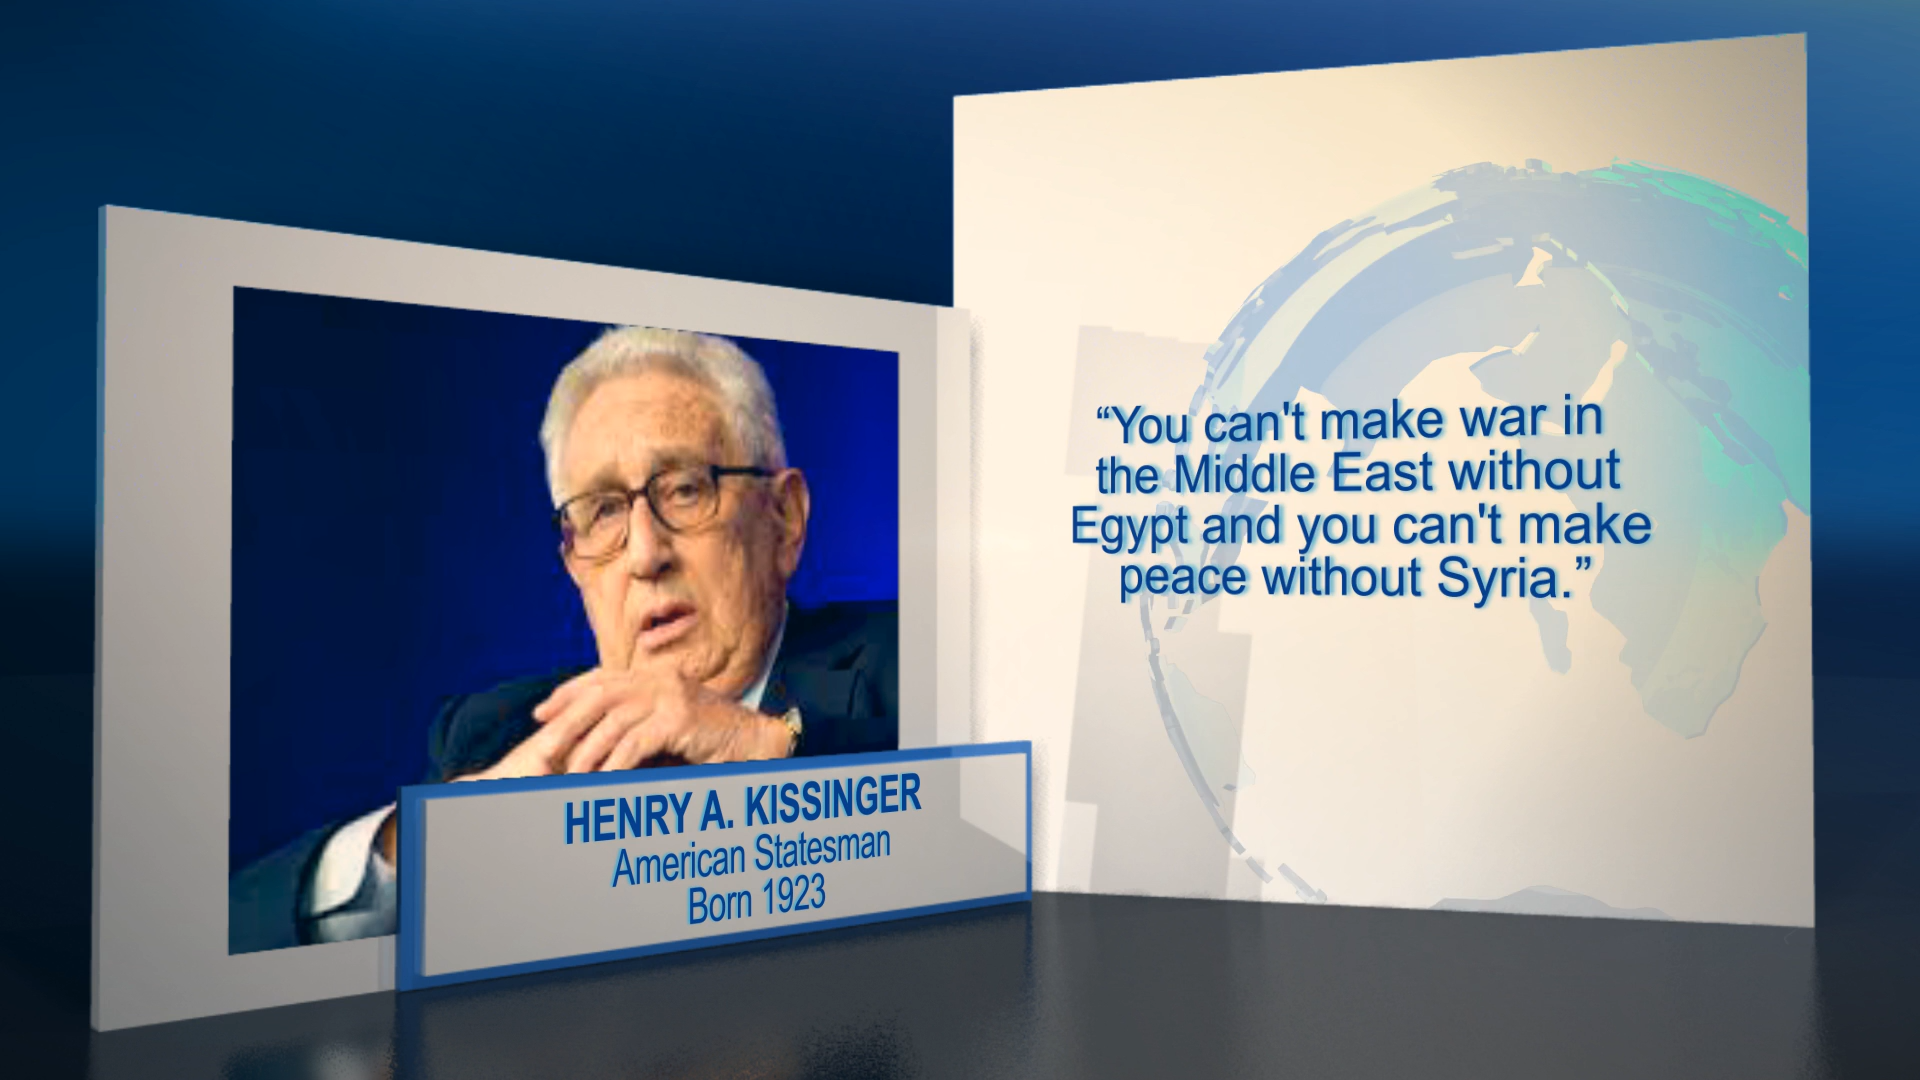 HENRY A. KISSINGER
American Statesman
Born 1923
“You can't make war in
the Middle East without
Egypt and you can't make
peace without Syria.”